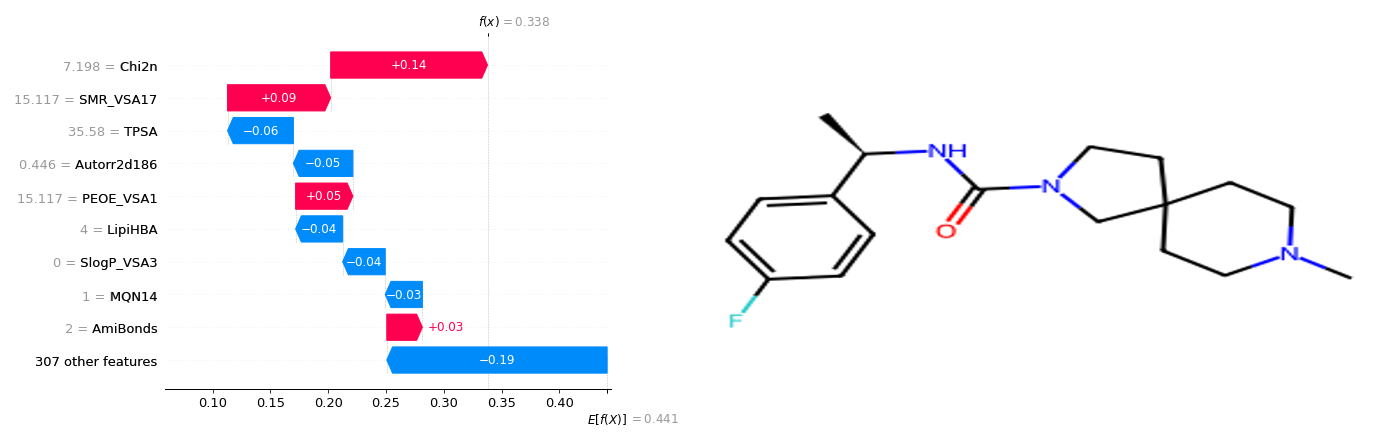 f(x) = 0.338
7.198 = Chi2n
+0.14
15.117 = SMR_VSA17
+0.09
35.58 = TPSA
−0.06
0.446 = Autorr2d186
−0.05
15.117 = PEOE_VSA1
+0.05
4 = LipiHBA
−0.04
0 = SlogP_VSA3
−0.04
1 = MQN14
−0.03
2 = AmiBonds
+0.03
307 other features
−0.19
0.10 0.15 0.20 0.25 0.30 0.35 0.40
E[f(X)] = 0.441
NH
N
O
N
F